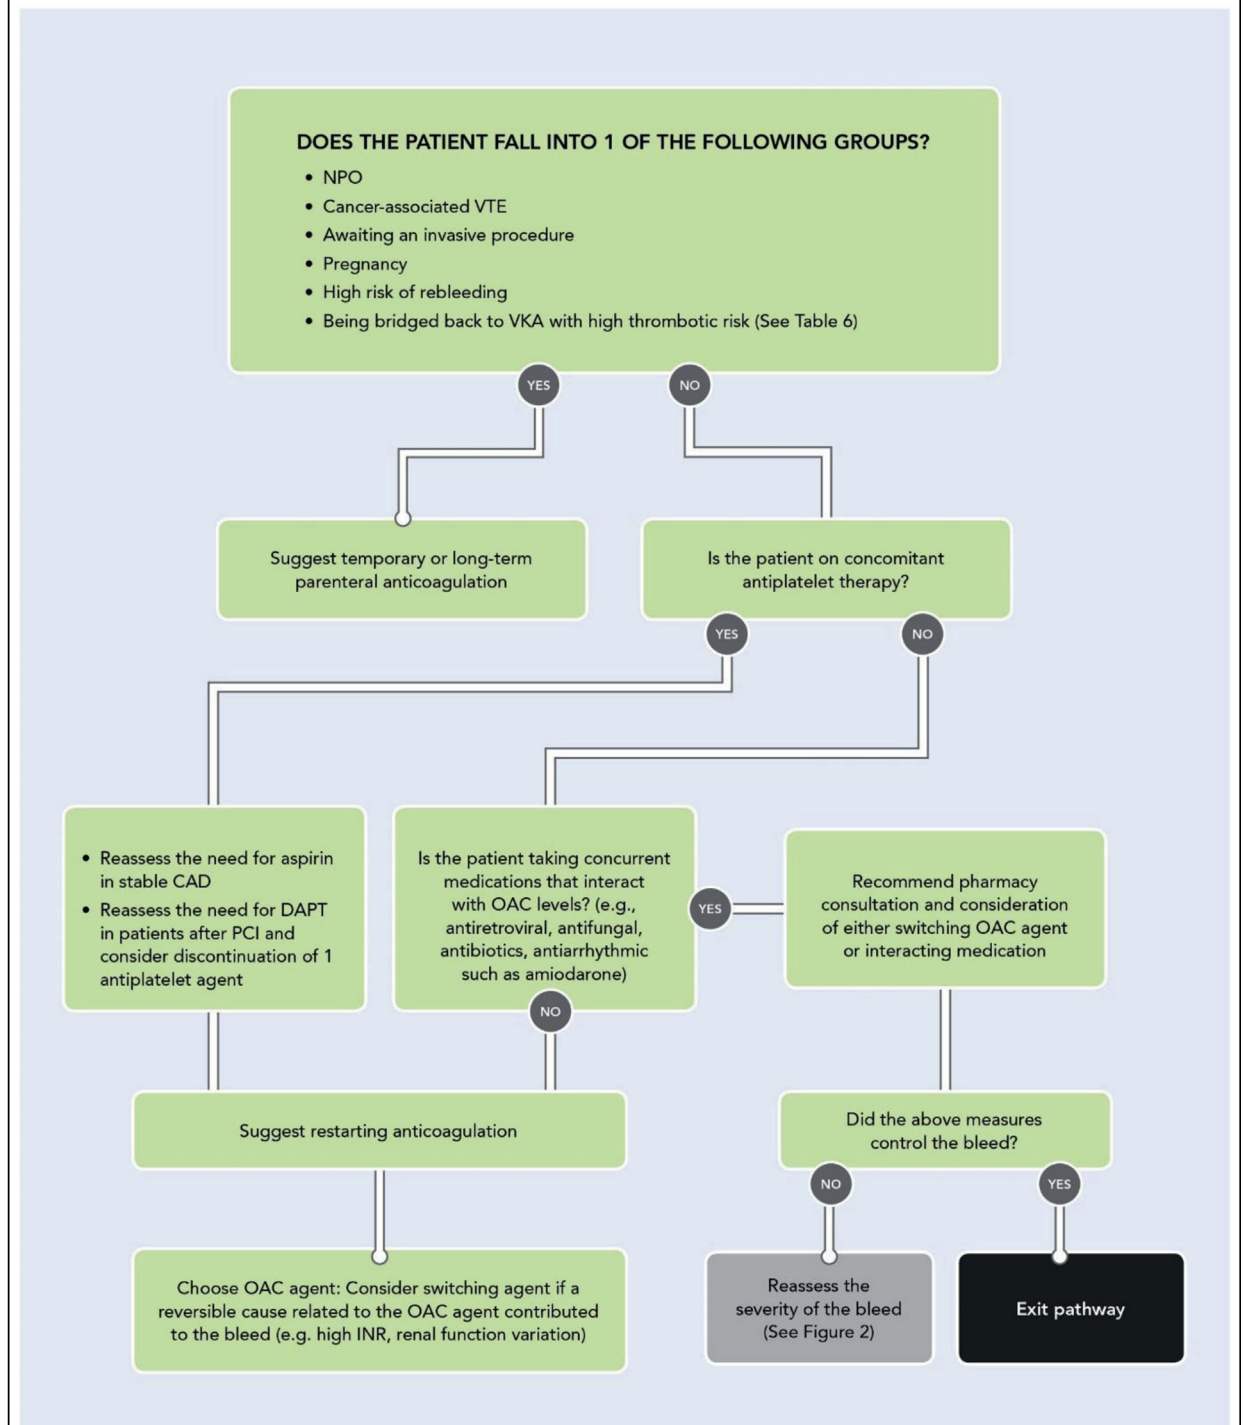 DOES THE PATIENT FALL INTO 1 OF THE FOLLOWING GROUPS?
• NPO
• Cancer-associated VTE
• Awaiting an invasive procedure
• Pregnancy
• High risk of rebleeding
• Being bridged back to VKA with high thrombotic risk (See Table 6)
YES
NO
Suggest temporary or long-term
parenteral anticoagulation
Is the patient on concomitant
antiplatelet therapy?
YES
NO
• Reassess the need for aspirin
in stable CAD
• Reassess the need for DAPT
in patients after PCI and
consider discontinuation of 1
antiplatelet agent
Is the patient taking concurrent
medications that interact
with OAC levels? (e.g.,
antiretroviral, antifungal,
antibiotics, antiarrhythmic
such as amiodarone)
YES
Recommend pharmacy
consultation and consideration
of either switching OAC agent
or interacting medication
NO
Suggest restarting anticoagulation
Did the above measures
control the bleed?
NO
YES
Choose OAC agent: Consider switching agent if a
reversible cause related to the OAC agent contributed
to the bleed (e.g. high INR, renal function variation)
Reassess the
severity of the bleed
(See Figure 2)
Exit pathway